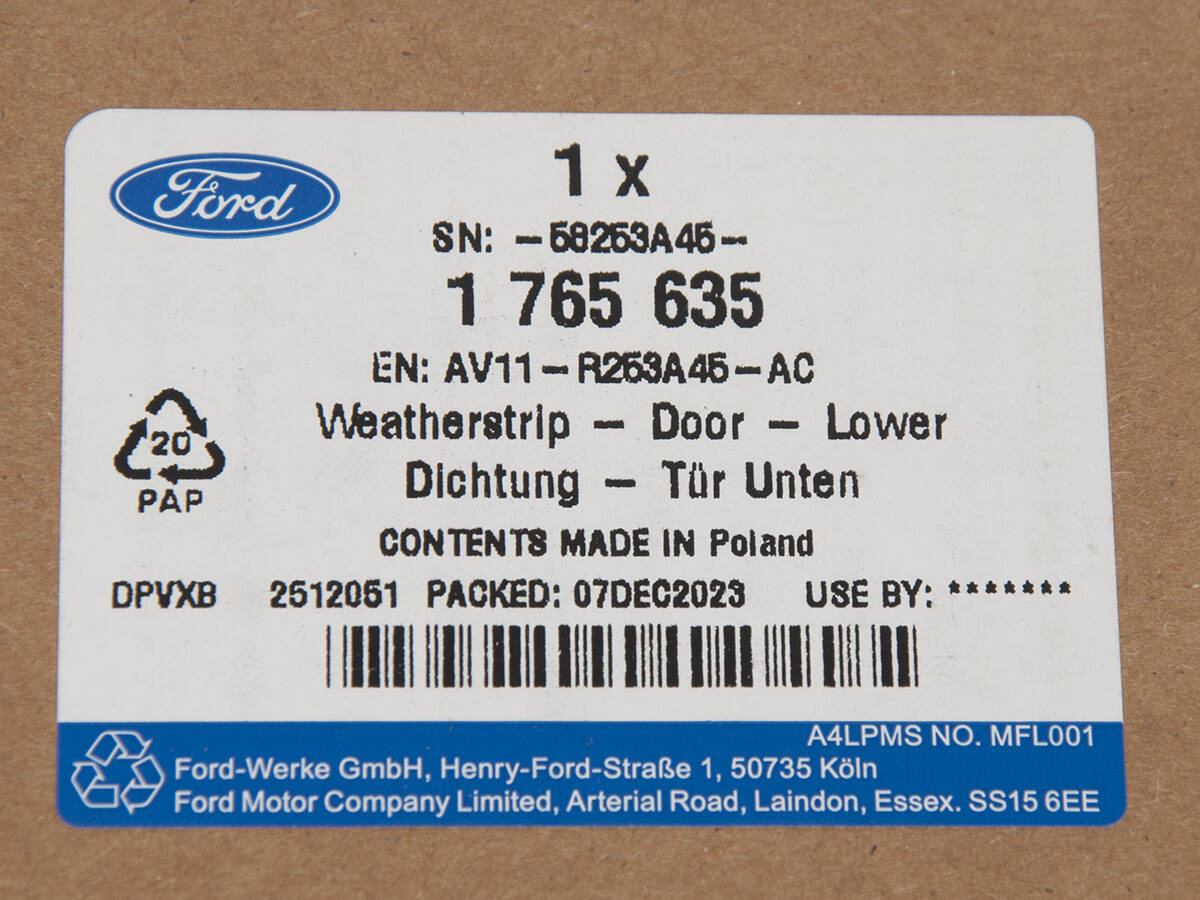 Ford
1 x
SN: -58253A45-
1 765 635
EN: AV11-R253A45-AC
Weatherstrip - Door - Lower
Dichtung - Tür Unten
20
PAP
CONTENTS MADE IN Poland
DPVXB 2512051 PACKED: 07DEC2023 USE BY: *******
A4LPMS NO. MFL001
Ford-Werke GmbH, Henry-Ford-Straße 1, 50735 Köln
Ford Motor Company Limited, Arterial Road, Laindon, Essex. SS15 6EE